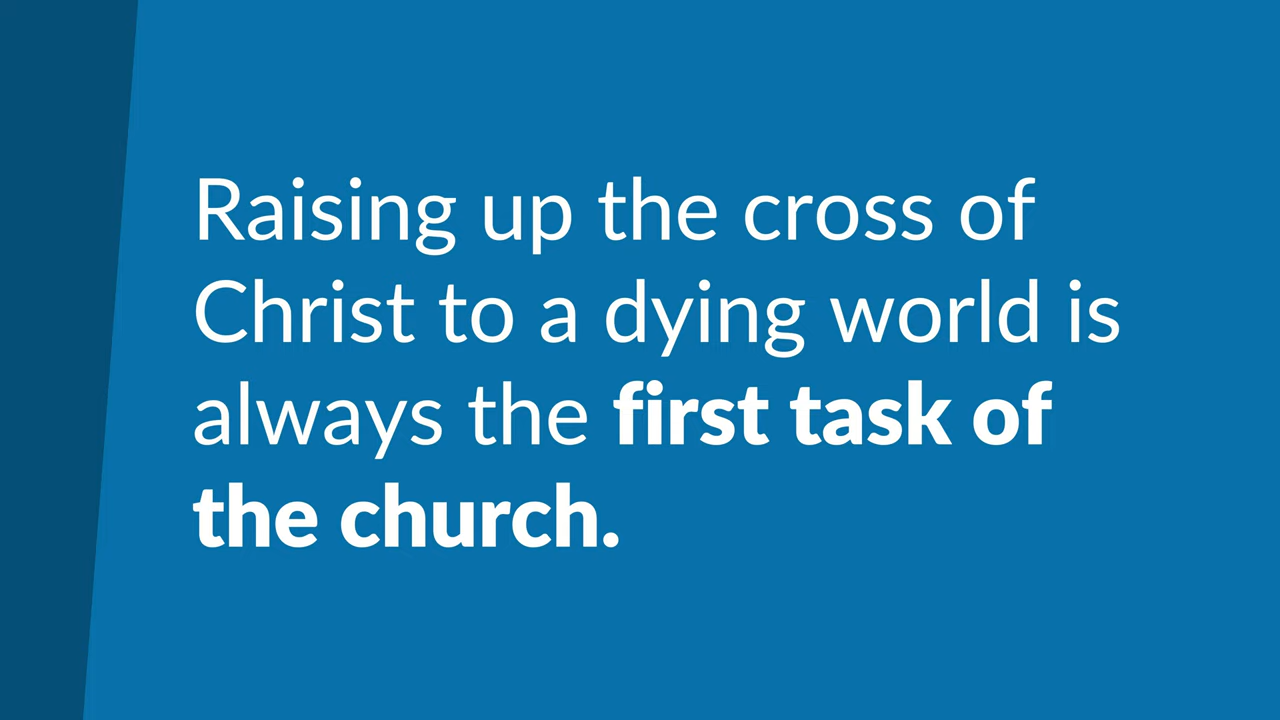 Raising up the cross of
Christ to a dying world is
always the first task of
the church.